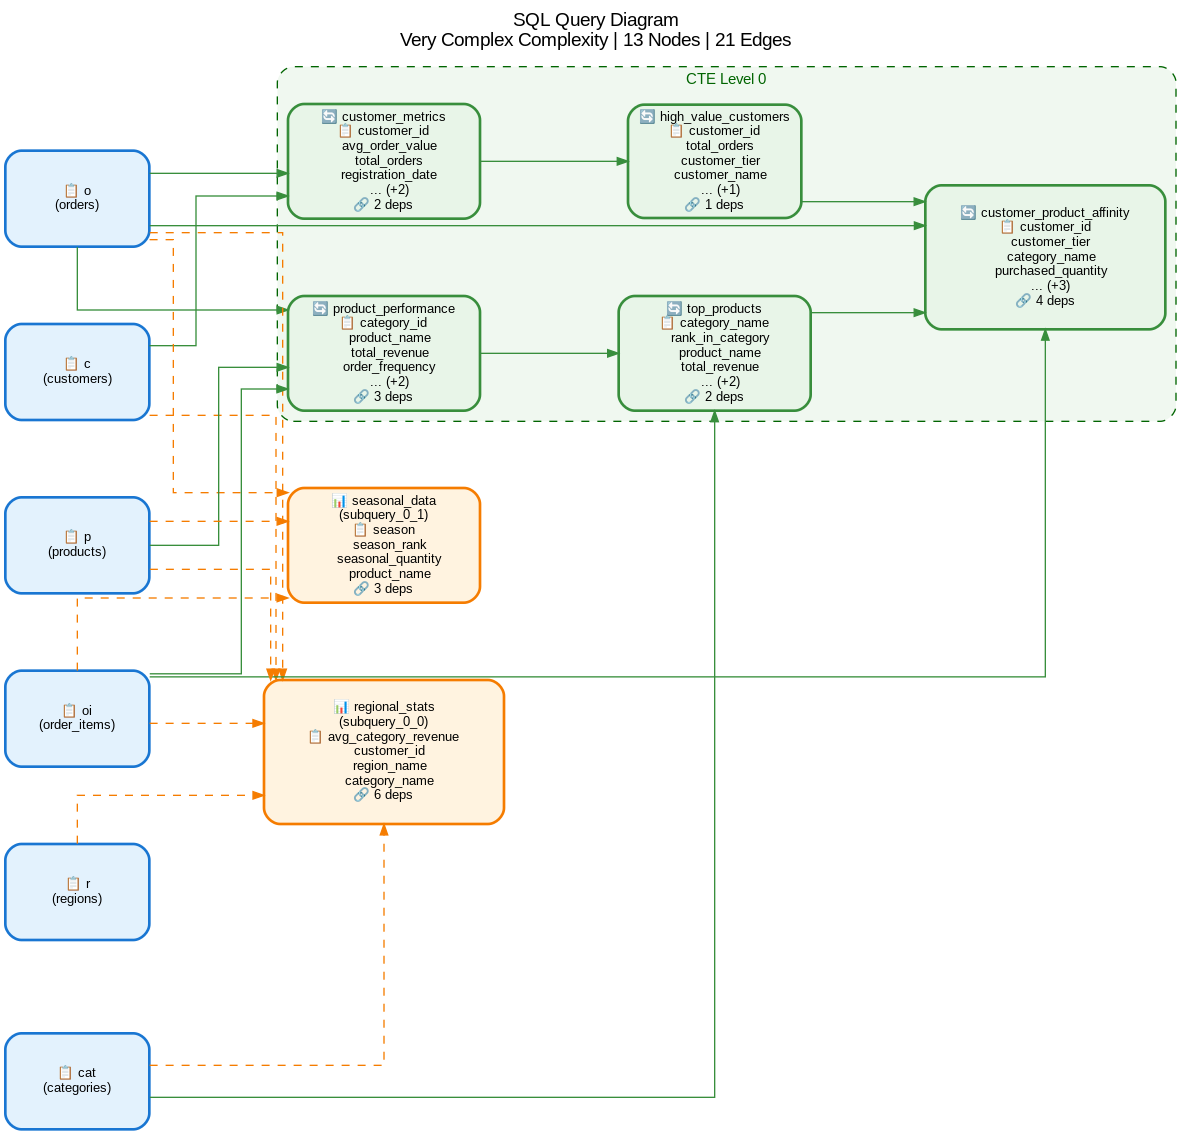 SQL Query Diagram
Very Complex Complexity | 13 Nodes | 21 Edges
CTE Level 0
🔄 customer_metrics
📋 customer_id
avg_order_value
total_orders
registration_date
... (+2)
🔗 2 deps
🔄 high_value_customers
📋 customer_id
total_orders
customer_tier
customer_name
... (+1)
🔗 1 deps
📋 o
(orders)
🔄 customer_product_affinity
📋 customer_id
customer_tier
category_name
purchased_quantity
... (+3)
🔗 4 deps
🔄 product_performance
📋 category_id
product_name
total_revenue
order_frequency
... (+2)
🔗 3 deps
🔄 top_products
📋 category_name
rank_in_category
product_name
total_revenue
... (+2)
🔗 2 deps
📋 c
(customers)
📋 p
(products)
📊 seasonal_data
(subquery_0_1)
📋 season
season_rank
seasonal_quantity
product_name
🔗 3 deps
📋 oi
(order_items)
📊 regional_stats
(subquery_0_0)
📋 avg_category_revenue
customer_id
region_name
category_name
🔗 6 deps
📋 r
(regions)
📋 cat
(categories)